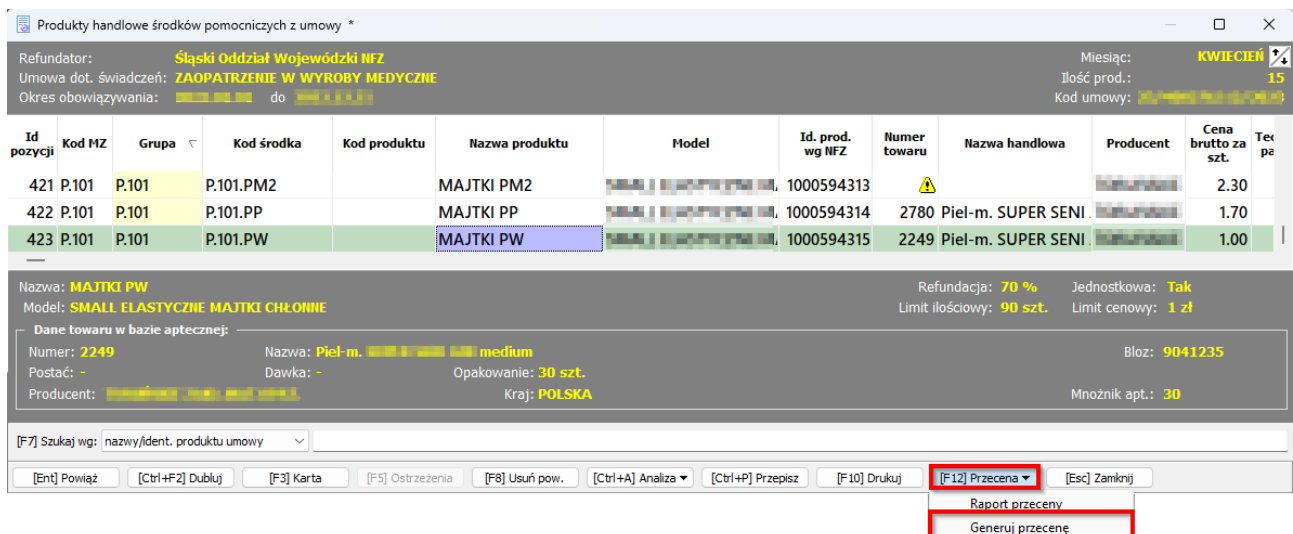 Produkty handlowe środków pomocniczych z umowy *
Refundator: Śląski Oddział Wojewódzki NFZ Miesiąc: KWIECIEŃ
Umowa dot. świadczeń: ZAOPATRZENIE W WYROBY MEDYCZNE Ilość prod.: 15
Okres obowiązywania: do Kod umowy:
Id pozycji Kod MZ Grupa Kod środka Kod produktu Nazwa produktu Model Id. prod. wg NFZ Numer towaru Nazwa handlowa Producent Cena brutto za szt.
421 P.101 P.101 P.101.PM2 MAJTKI PM2 1000594313 2.30
422 P.101 P.101 P.101.PP MAJTKI PP 1000594314 2780 Piel-m. SUPER SENI 1.70
423 P.101 P.101 P.101.PW MAJTKI PW 1000594315 2249 Piel-m. SUPER SENI 1.00
Nazwa: MAJTKI PW Refundacja: 70 % Jednostkowa: Tak
Model: SMALL ELASTYCZNE MAJTKI CHŁONNE Limit ilościowy: 90 szt. Limit cenowy: 1 zł
Dane towaru w bazie aptecznej:
Numer: 2249 Nazwa: Piel-m. medium Bloz: 9041235
Postać: - Dawka: - Opakowanie: 30 szt.
Producent: Kraj: POLSKA Mnożnik apt.: 30
[F7] Szukaj wg: nazwy/ident. produktu umowy
[Ent] Powiąż [Ctrl+F2] Dubluj [F3] Karta [F5] Ostrzeżenia [F8] Usuń pow. [Ctrl+A] Analiza [Ctrl+P] Przepisz [F10] Drukuj [F12] Przecena [Esc] Zamknij
Raport przeceny
Generuj przecenę